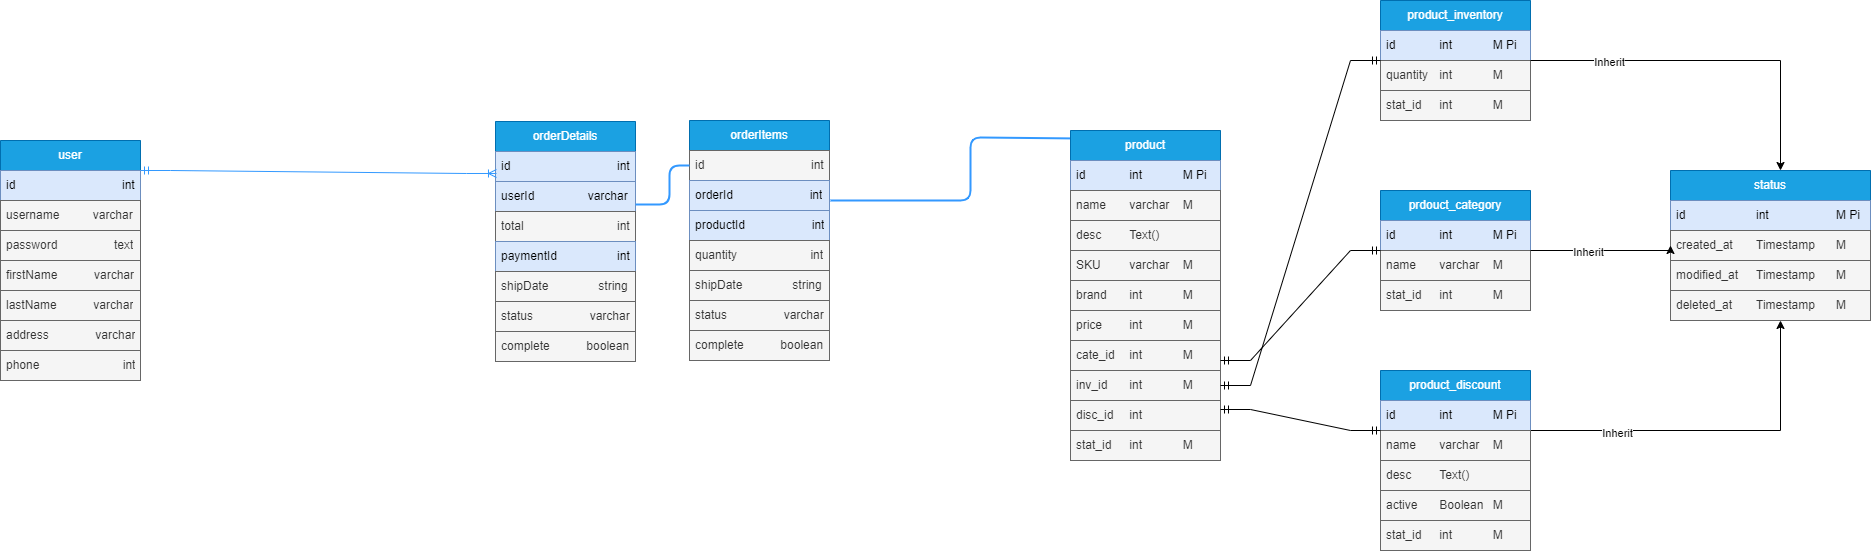 user
id int
username varchar
password text
firstName varchar
lastName varchar
address varchar
phone int
orderDetails
id int
userId varchar
total int
paymentId int
shipDate string
status varchar
complete boolean
orderItems
id int
orderId int
productId int
quantity int
shipDate string
status varchar
complete boolean
product
id int M Pi
name varchar M
desc Text()
SKU varchar M
brand int M
price int M
cate_id int M
inv_id int M
disc_id int
stat_id int M
product_inventory
id int M Pi
quantity int M
stat_id int M
Inherit
prdouct_category
id int M Pi
name varchar M
stat_id int M
Inherit
product_discount
id int M Pi
name varchar M
desc Text()
active Boolean M
stat_id int M
Inherit
status
id int M Pi
created_at Timestamp M
modified_at Timestamp M
deleted_at Timestamp M